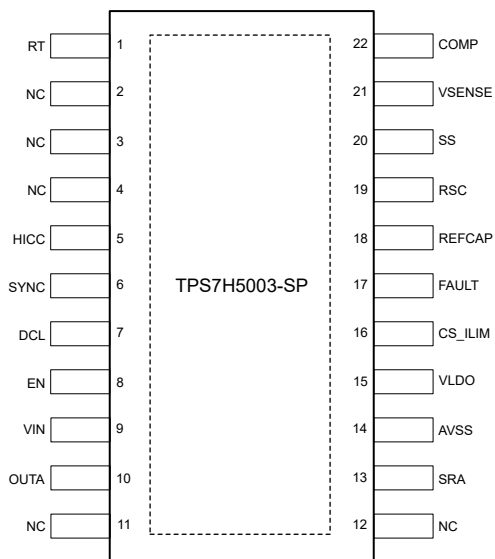 RT 1 22 COMP
NC 2 21 VSENSE
NC 3 20 SS
NC 4 19 RSC
HICC 5 18 REFCAP
SYNC 6 TPS7H5003-SP 17 FAULT
DCL 7 16 CS_ILIM
EN 8 15 VLDO
VIN 9 14 AVSS
OUTA 10 13 SRA
NC 11 12 NC